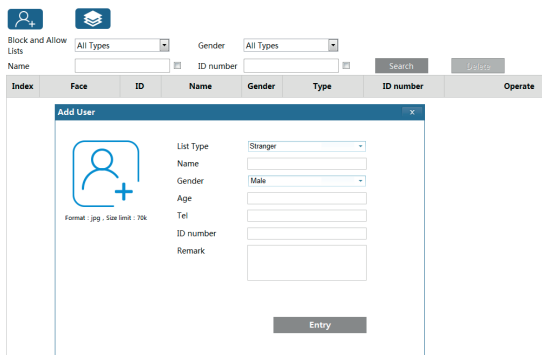 Block and Allow Lists All Types Gender All Types
Name ID number Search Delete
Index Face ID Name Gender Type ID number Operate
Add User x
List Type Stranger
Name
Gender Male
Age
Format : jpg , Size limit : 70k
Tel
ID number
Remark
Entry